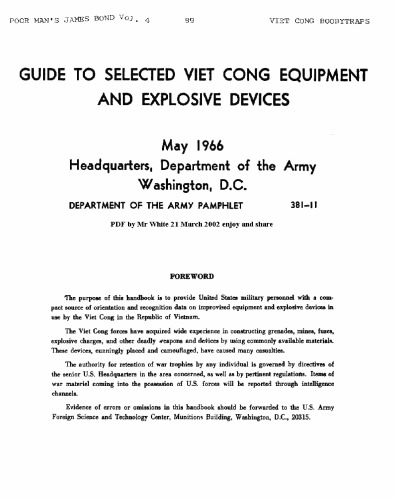 POOR MAN'S JAMES BOND Vol. 4 99 VIET CONG BOOBYTRAPS
GUIDE TO SELECTED VIET CONG EQUIPMENT
AND EXPLOSIVE DEVICES
May 1966
Headquarters, Department of the Army
Washington, D.C.
DEPARTMENT OF THE ARMY PAMPHLET 381-11
PDF by Mr White 21 March 2002 enjoy and share
FOREWORD
The purpose of this handbook is to provide United States military personnel with a com-
pact source of orientation and recognition data on improvised equipment and explosive devices in
use by the Viet Cong in the Republic of Vietnam.
The Viet Cong forces have acquired wide experience in constructing grenades, mines, fuzes,
explosive charges, and other deadly weapons and devices by using commonly available materials.
These devices, cunningly placed and camouflaged, have caused many casualties.
The authority for retention of war trophies by any individual is governed by directives of
the senior U.S. Headquarters in the area concerned, as well as by pertinent regulations. Items of
war material coming into the possession of U.S. forces will be reported through intelligence
channels.
Evidence of errors or omissions in this handbook should be forwarded to the U.S. Army
Foreign Science and Technology Center, Munitions Building, Washington, D.C., 20315.